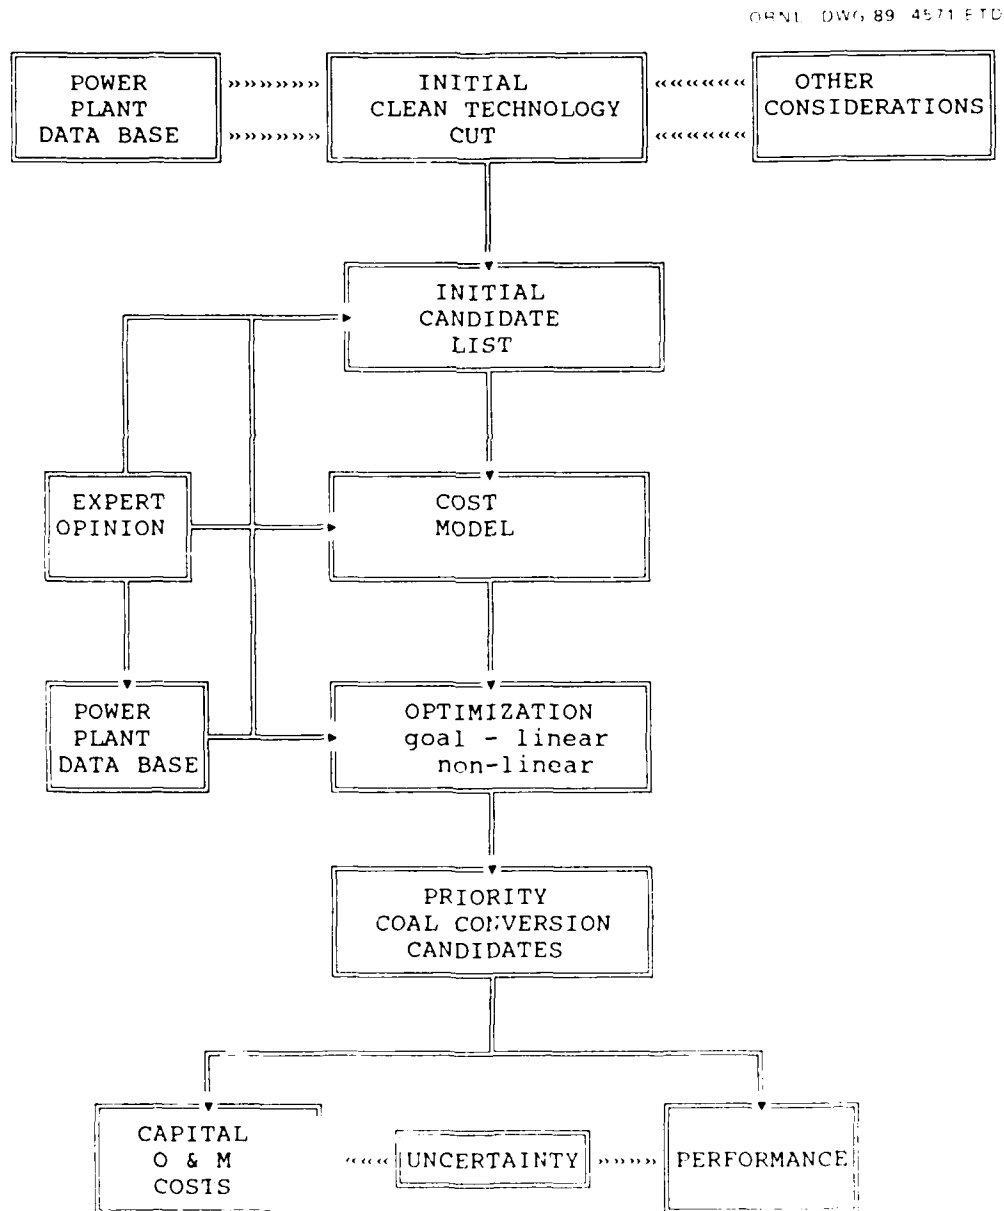 ORNL DWG 89 4571 ETD
POWER
PLANT
DATA BASE
»»»»»
»»»»»
INITIAL
CLEAN TECHNOLOGY
CUT
«««««
«««««
OTHER
CONSIDERATIONS
INITIAL
CANDIDATE
LIST
EXPERT
OPINION
COST
MODEL
POWER
PLANT
DATA BASE
OPTIMIZATION
goal - linear
non-linear
PRIORITY
COAL CONVERSION
CANDIDATES
CAPITAL
O & M
COSTS
«««
UNCERTAINTY
»»»»
PERFORMANCE